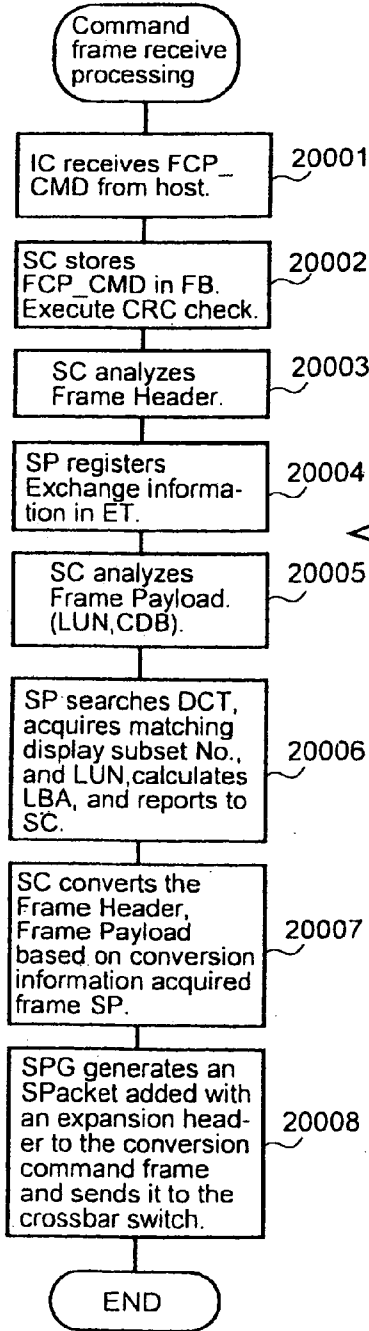 Command
frame receive
processing
IC receives FCP_
CMD from host.
20001
SC stores
FCP_CMD in FB.
Execute CRC check.
20002
SC analyzes
Frame Header.
20003
SP registers
Exchange informa-
tion in ET.
20004
SC analyzes
Frame Payload.
(LUN,CDB).
20005
SP searches DCT,
acquires matching
display subset No.,
and LUN,calculates
LBA, and reports to
SC.
20006
SC converts the
Frame Header,
Frame Payload
based on conversion
information acquired
frame SP.
20007
SPG generates an
SPacket added with
an expansion head-
er to the conversion
command frame
and sends it to the
crossbar switch.
20008
END